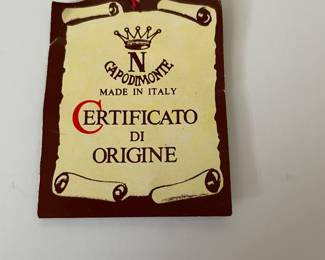 N
CAPODIMONTE
MADE IN ITALY
CERTIFICATO
DI
ORIGINE